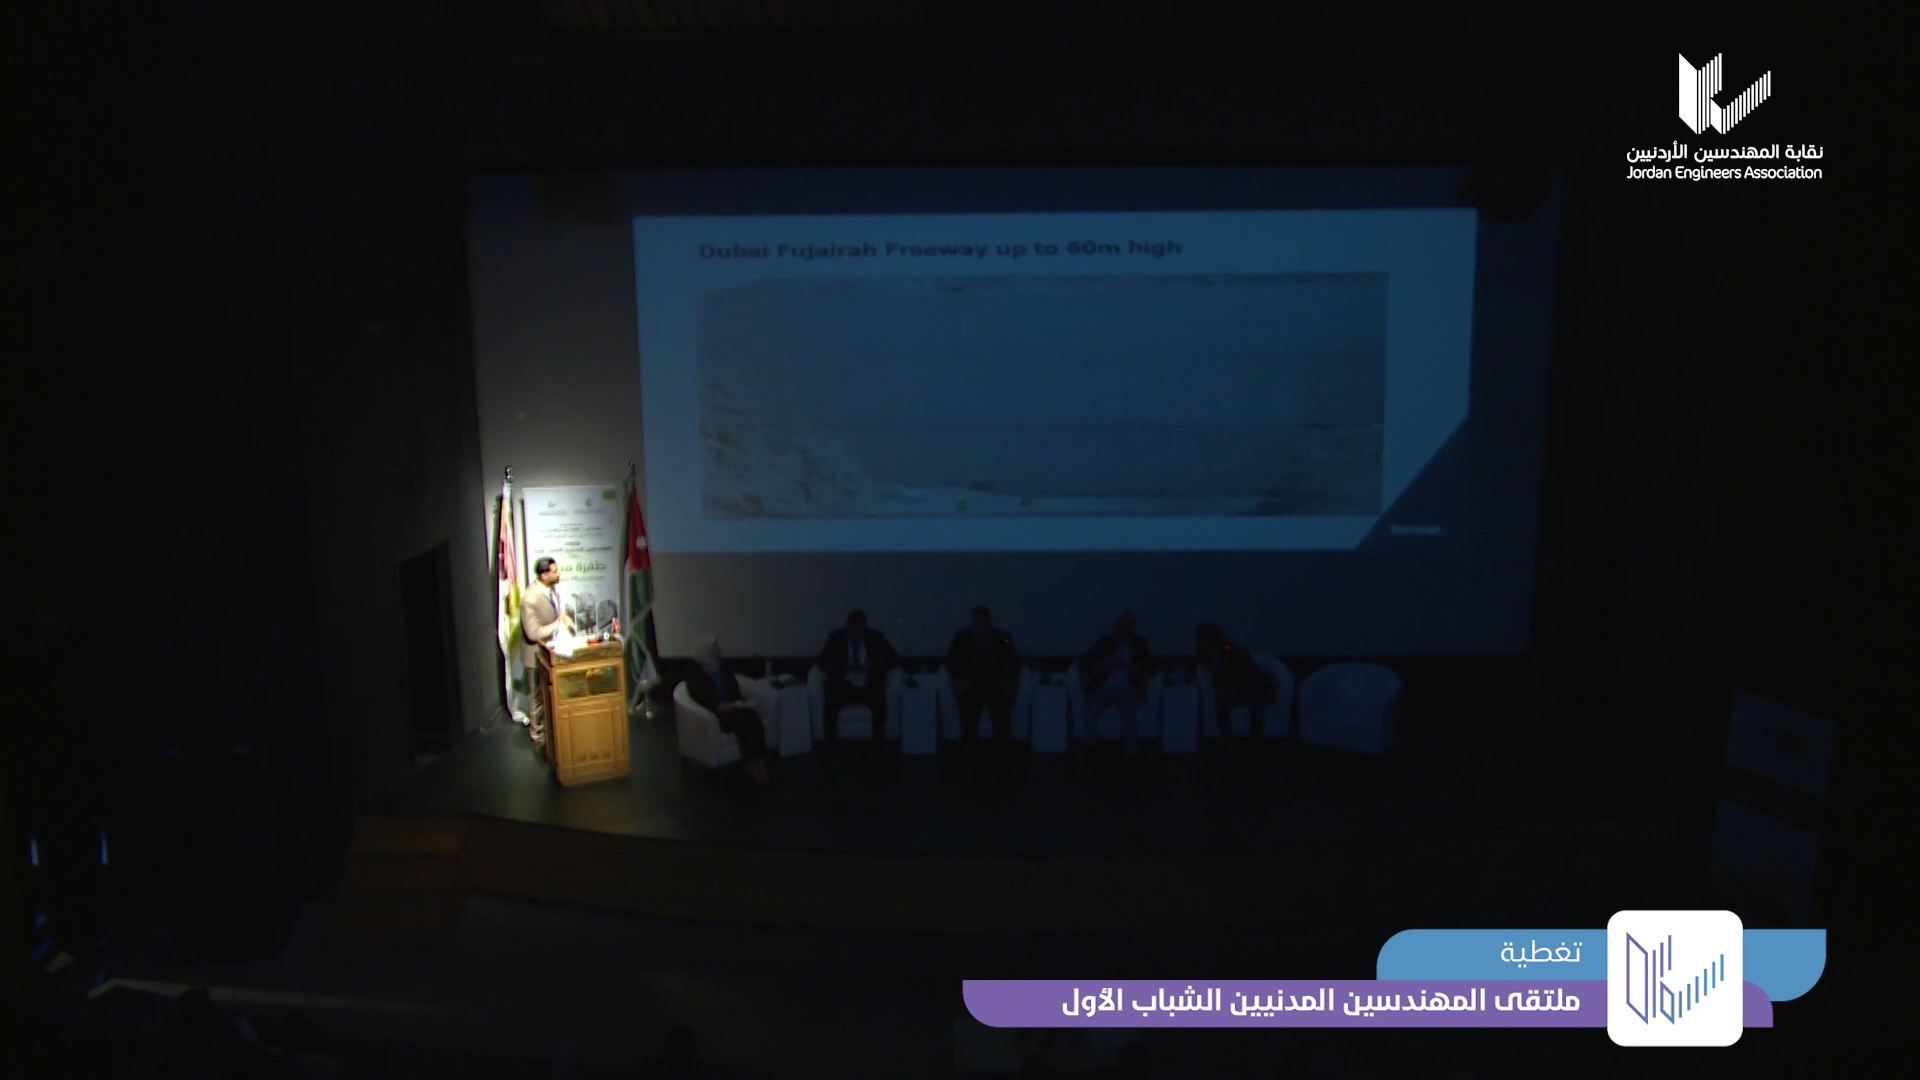 نقابة المهندسين الأردنيين
Jordan Engineers Association
Dubai Fujairah Freeway up to 60m high
تغطية
ملتقى المهندسين المدنيين الشباب الأول